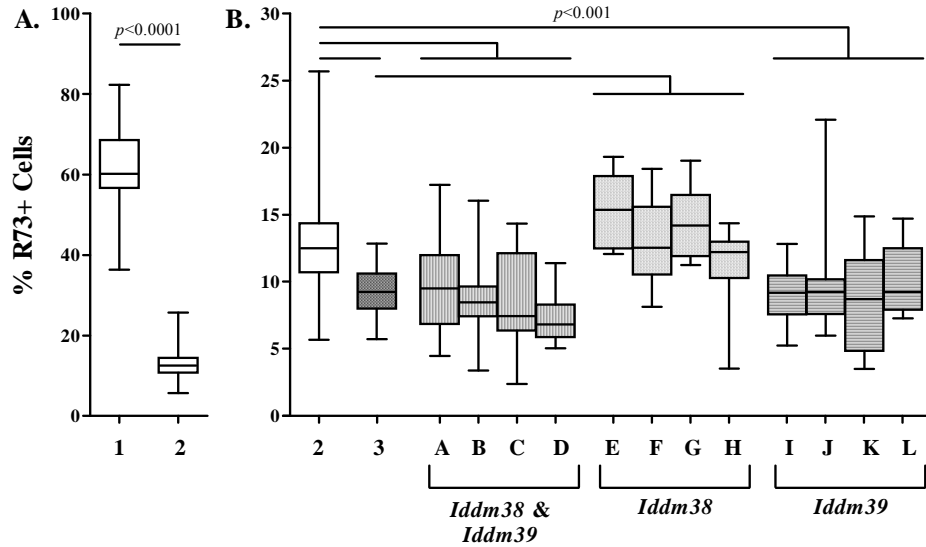 A.
p<0.0001
% R73+ Cells
100
80
60
40
20
0
1 2
B.
p<0.001
30
25
20
15
10
5
0
2 3 A B C D E F G H I J K L
Iddm38 & Iddm38 Iddm39
Iddm39